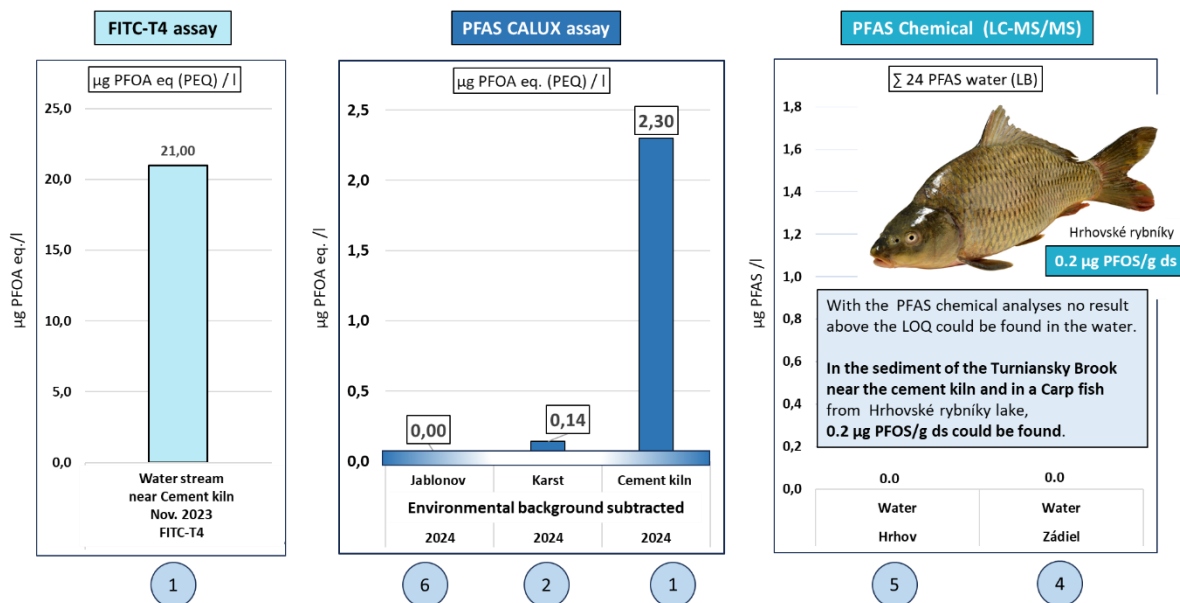 FITC-T4 assay
µg PFOA eq (PEQ) / l
25,0
20,0
15,0
10,0
5,0
0,0
µg PFOA eq./l
21,00
Water stream
near Cement kiln
Nov. 2023
FITC-T4
1
PFAS CALUX assay
µg PFOA eq. (PEQ) / l
2,5
2,0
1,5
1,0
0,5
0,0
µg PFOA eq./l
0,00
0,14
2,30
Jablonov
Karst
Cement kiln
Environmental background subtracted
2024
2024
2024
6
2
1
PFAS Chemical (LC-MS/MS)
∑ 24 PFAS water (LB)
1,8
1,6
1,4
1,2
1,0
0,8
0,6
0,4
0,2
0,0
µg PFAS /l
Hrhovské rybníky
0.2 µg PFOS/g ds
With the PFAS chemical analyses no result
above the LOQ could be found in the water.
In the sediment of the Turniansky Brook
near the cement kiln and in a Carp fish
from Hrhovské rybníky lake,
0.2 µg PFOS/g ds could be found.
0.0
0.0
Water
Water
Hrhov
Zádiel
5
4